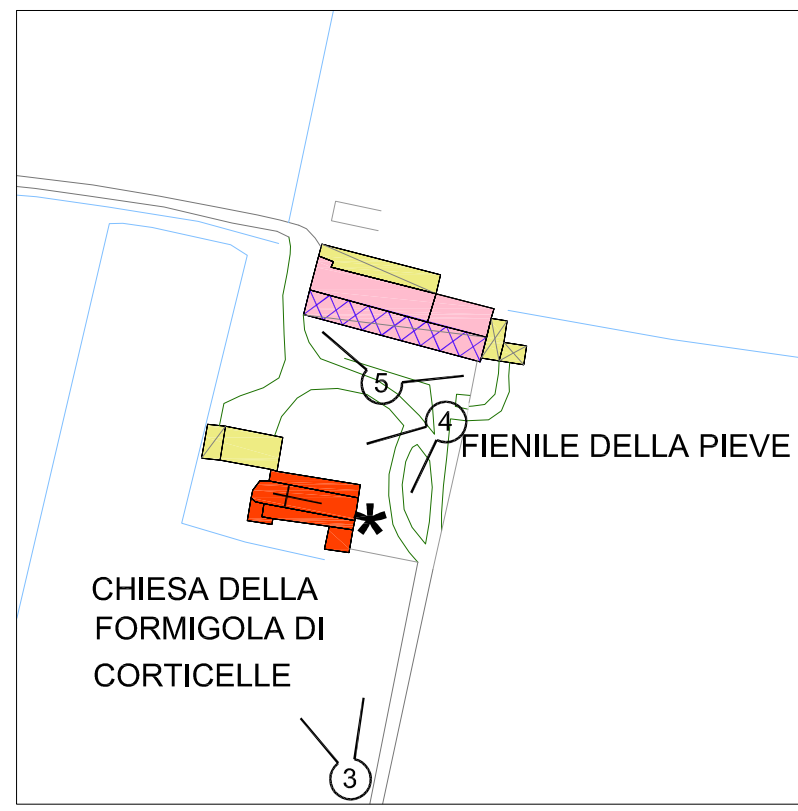 5
4
FIENILE DELLA PIEVE
*
CHIESA DELLA
FORMIGOLA DI
CORTICELLE
3